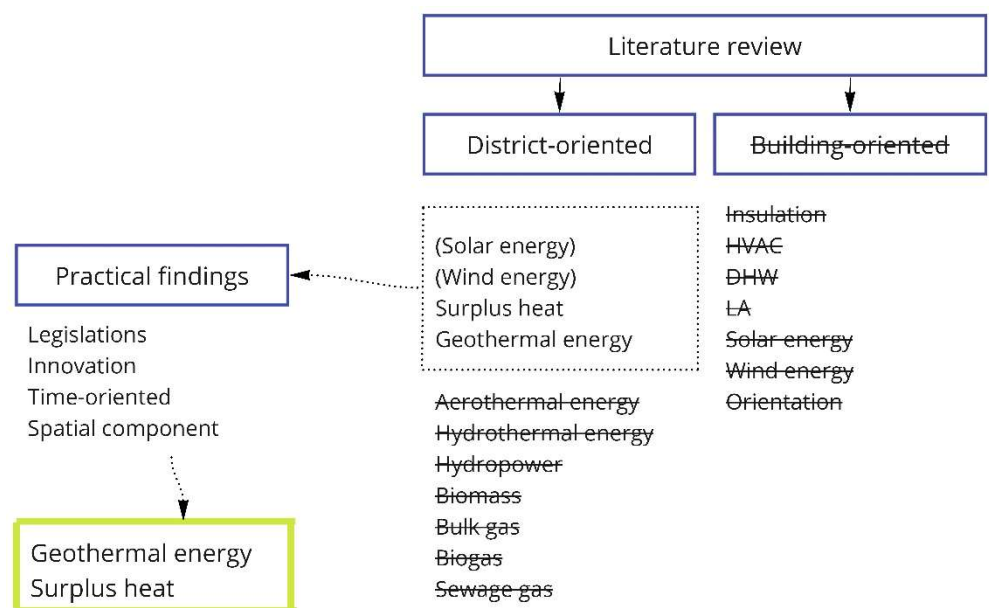 Literature review
District-oriented
Building-oriented
(Solar energy)
(Wind energy)
Surplus heat
Geothermal energy
Aerothermal energy
Hydrothermal energy
Hydropower
Biomass
Bulk gas
Biogas
Sewage gas
Insulation
HVAC
DHW
LA
Solar energy
Wind energy
Orientation
Practical findings
Legislations
Innovation
Time-oriented
Spatial component
Geothermal energy
Surplus heat